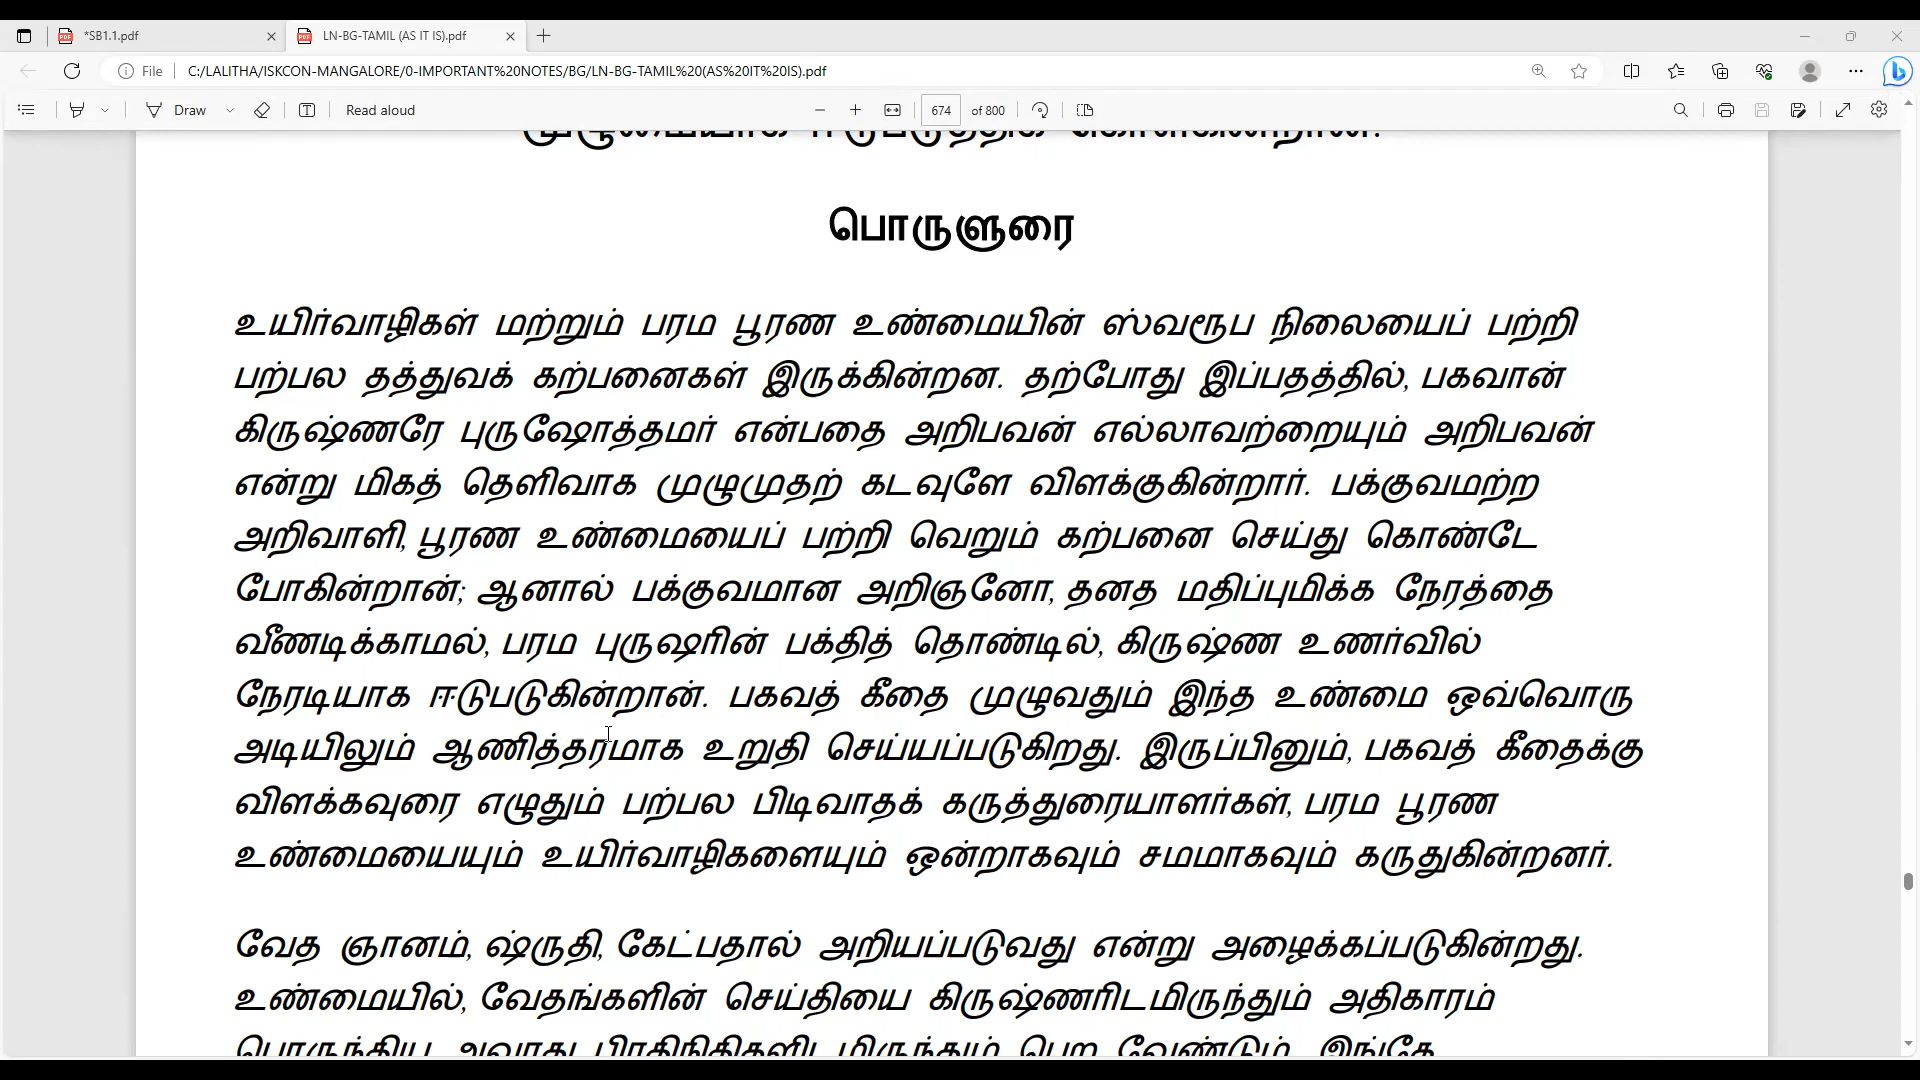 *SB1.1.pdf
LN-BG-TAMIL (AS IT IS).pdf
File
C:/LALITHA/ISKCON-MANGALORE/0-IMPORTANT%20NOTES/BG/LN-BG-TAMIL%20(AS%20IT%20IS).pdf
Draw
Read aloud
674 of 800
முழுமையாக ஈடுபடுத்திக் கொள்கின்றான்.
பொருளுரை
உயிர்வாழிகள் மற்றும் பரம பூரண உண்மையின் ஸ்வரூப நிலையைப் பற்றி
பற்பல தத்துவக் கற்பனைகள் இருக்கின்றன. தற்போது இப்பதத்தில், பகவான்
கிருஷ்ணரே புருஷோத்தமர் என்பதை அறிபவன் எல்லாவற்றையும் அறிபவன்
என்று மிகத் தெளிவாக முழுமுதற் கடவுளே விளக்குகின்றார். பக்குவமற்ற
அறிவாளி, பூரண உண்மையைப் பற்றி வெறும் கற்பனை செய்து கொண்டே
போகின்றான்; ஆனால் பக்குவமான அறிஞனோ, தனத மதிப்புமிக்க நேரத்தை
வீணடிக்காமல், பரம புருஷரின் பக்தித் தொண்டில், கிருஷ்ண உணர்வில்
நேரடியாக ஈடுபடுகின்றான். பகவத் கீதை முழுவதும் இந்த உண்மை ஒவ்வொரு
அடியிலும் ஆணித்தரமாக உறுதி செய்யப்படுகிறது. இருப்பினும், பகவத் கீதைக்கு
விளக்கவுரை எழுதும் பற்பல பிடிவாதக் கருத்துரையாளர்கள், பரம பூரண
உண்மையையும் உயிர்வாழிகளையும் ஒன்றாகவும் சமமாகவும் கருதுகின்றனர்.
வேத ஞானம், ஷ்ருதி, கேட்பதால் அறியப்படுவது என்று அழைக்கப்படுகின்றது.
உண்மையில், வேதங்களின் செய்தியை கிருஷ்ணரிடமிருந்தும் அதிகாரம்
பொருந்திய அவரது பிரதிநிதிகளிடமிருந்தும் பெற வேண்டும். இங்கே